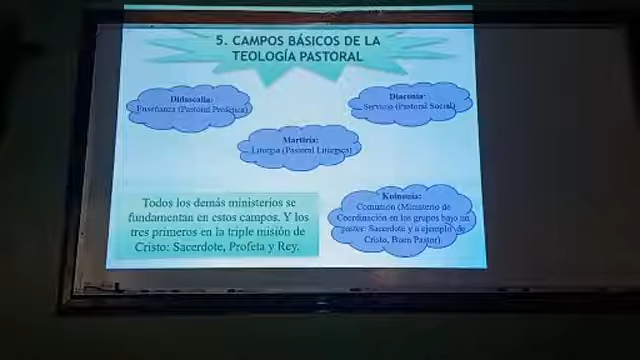 5. CAMPOS BÁSICOS DE LA
TEOLOGÍA PASTORAL
Didascalia:
Enseñanza (Pastoral Profética)
Diaconía:
Servicio (Pastoral Social)
Martiria:
Liturgia (Pastoral Litúrgica)
Todos los demás ministerios se
fundamentan en estos campos. Y los
tres primeros en la triple misión de
Cristo: Sacerdote, Profeta y Rey.
Koinonía:
Comunión (Ministerio de
Coordinación en los grupos bajo un
pastor: Sacerdote y a ejemplo de
Cristo, Buen Pastor)